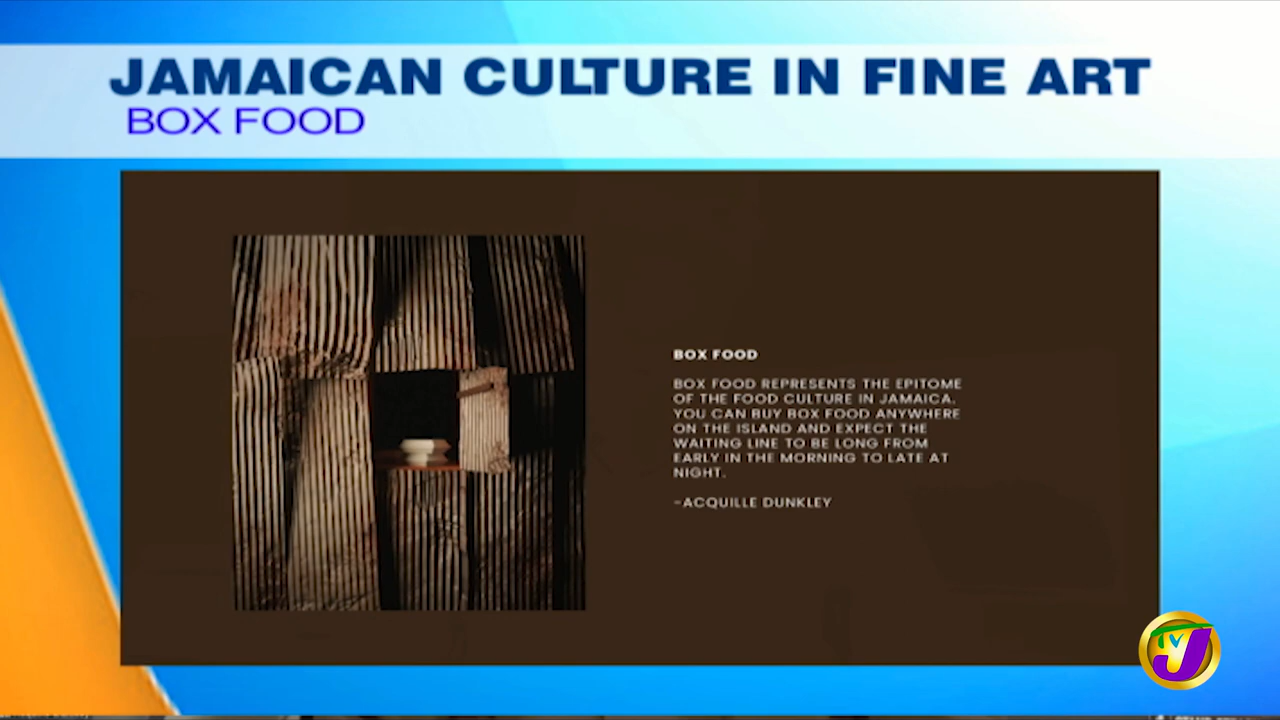 JAMAICAN CULTURE IN FINE ART
BOX FOOD
BOX FOOD
BOX FOOD REPRESENTS THE EPITOME
OF THE FOOD CULTURE IN JAMAICA.
YOU CAN BUY BOX FOOD ANYWHERE
ON THE ISLAND AND EXPECT THE
WAITING LINE TO BE LONG FROM
EARLY IN THE MORNING TO LATE AT
NIGHT.
-ACQUILLE DUNKLEY
TVJ